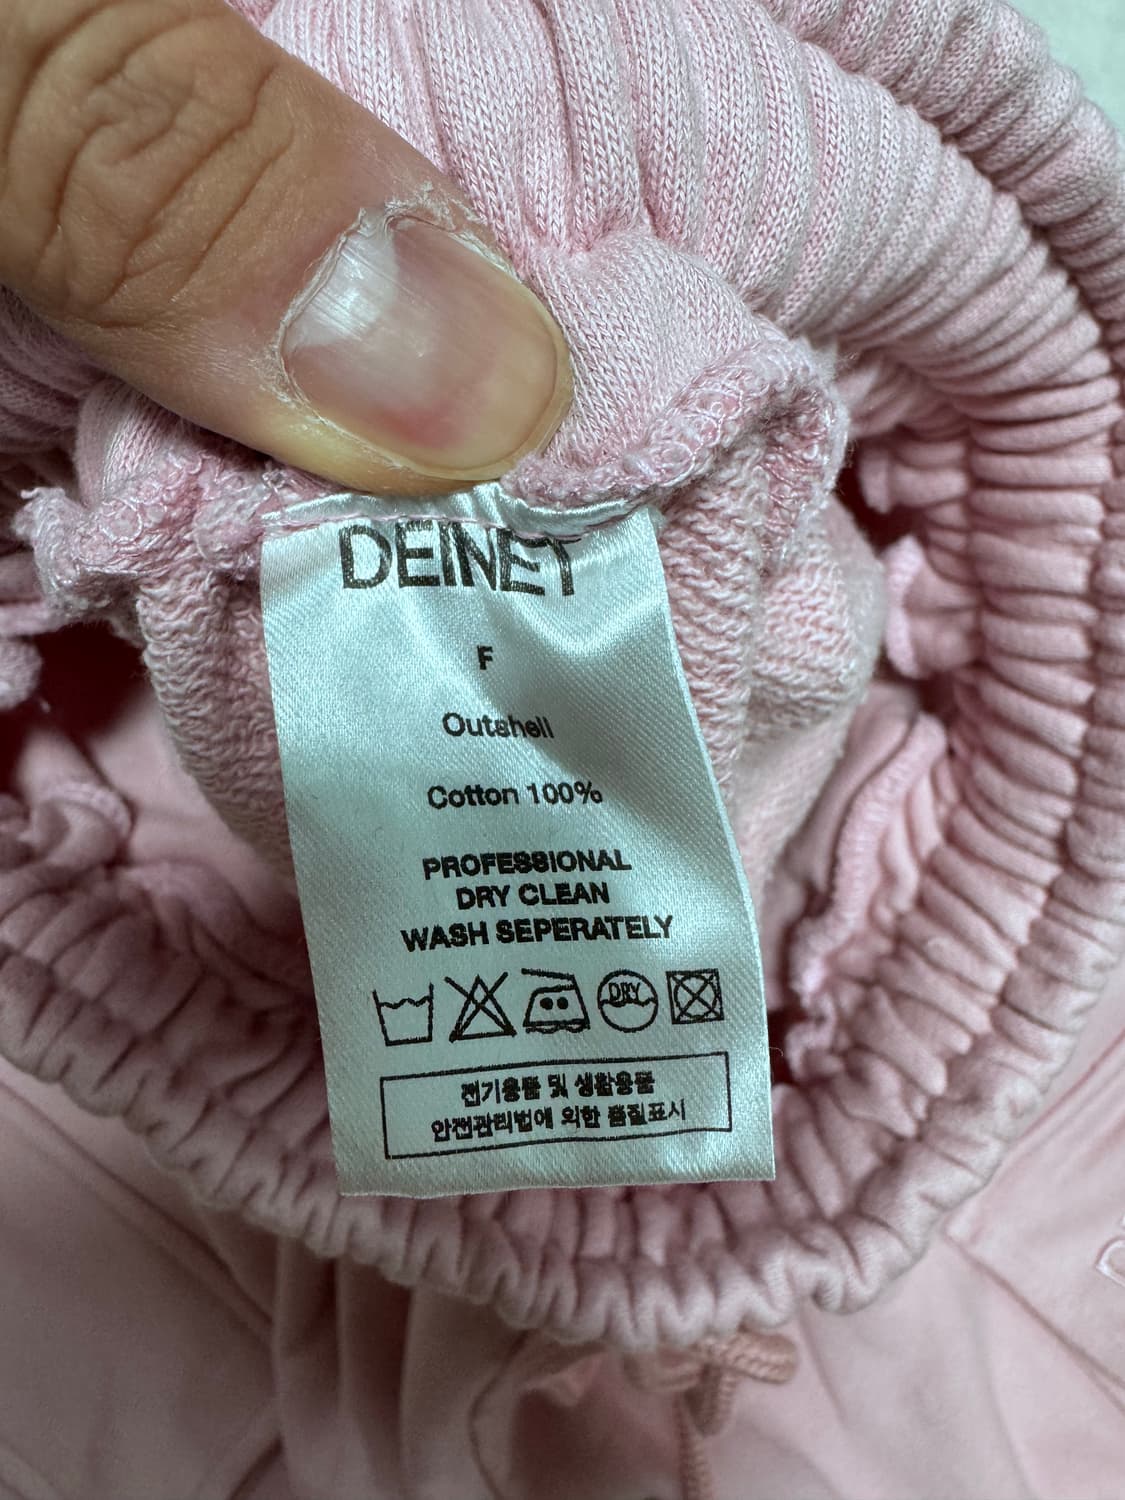 DEINET
F
Outshell
Cotton 100%
PROFESSIONAL
DRY CLEAN
WASH SEPERATELY
DRY
전기용품 및 생활용품
안전관리법에 의한 품질표시